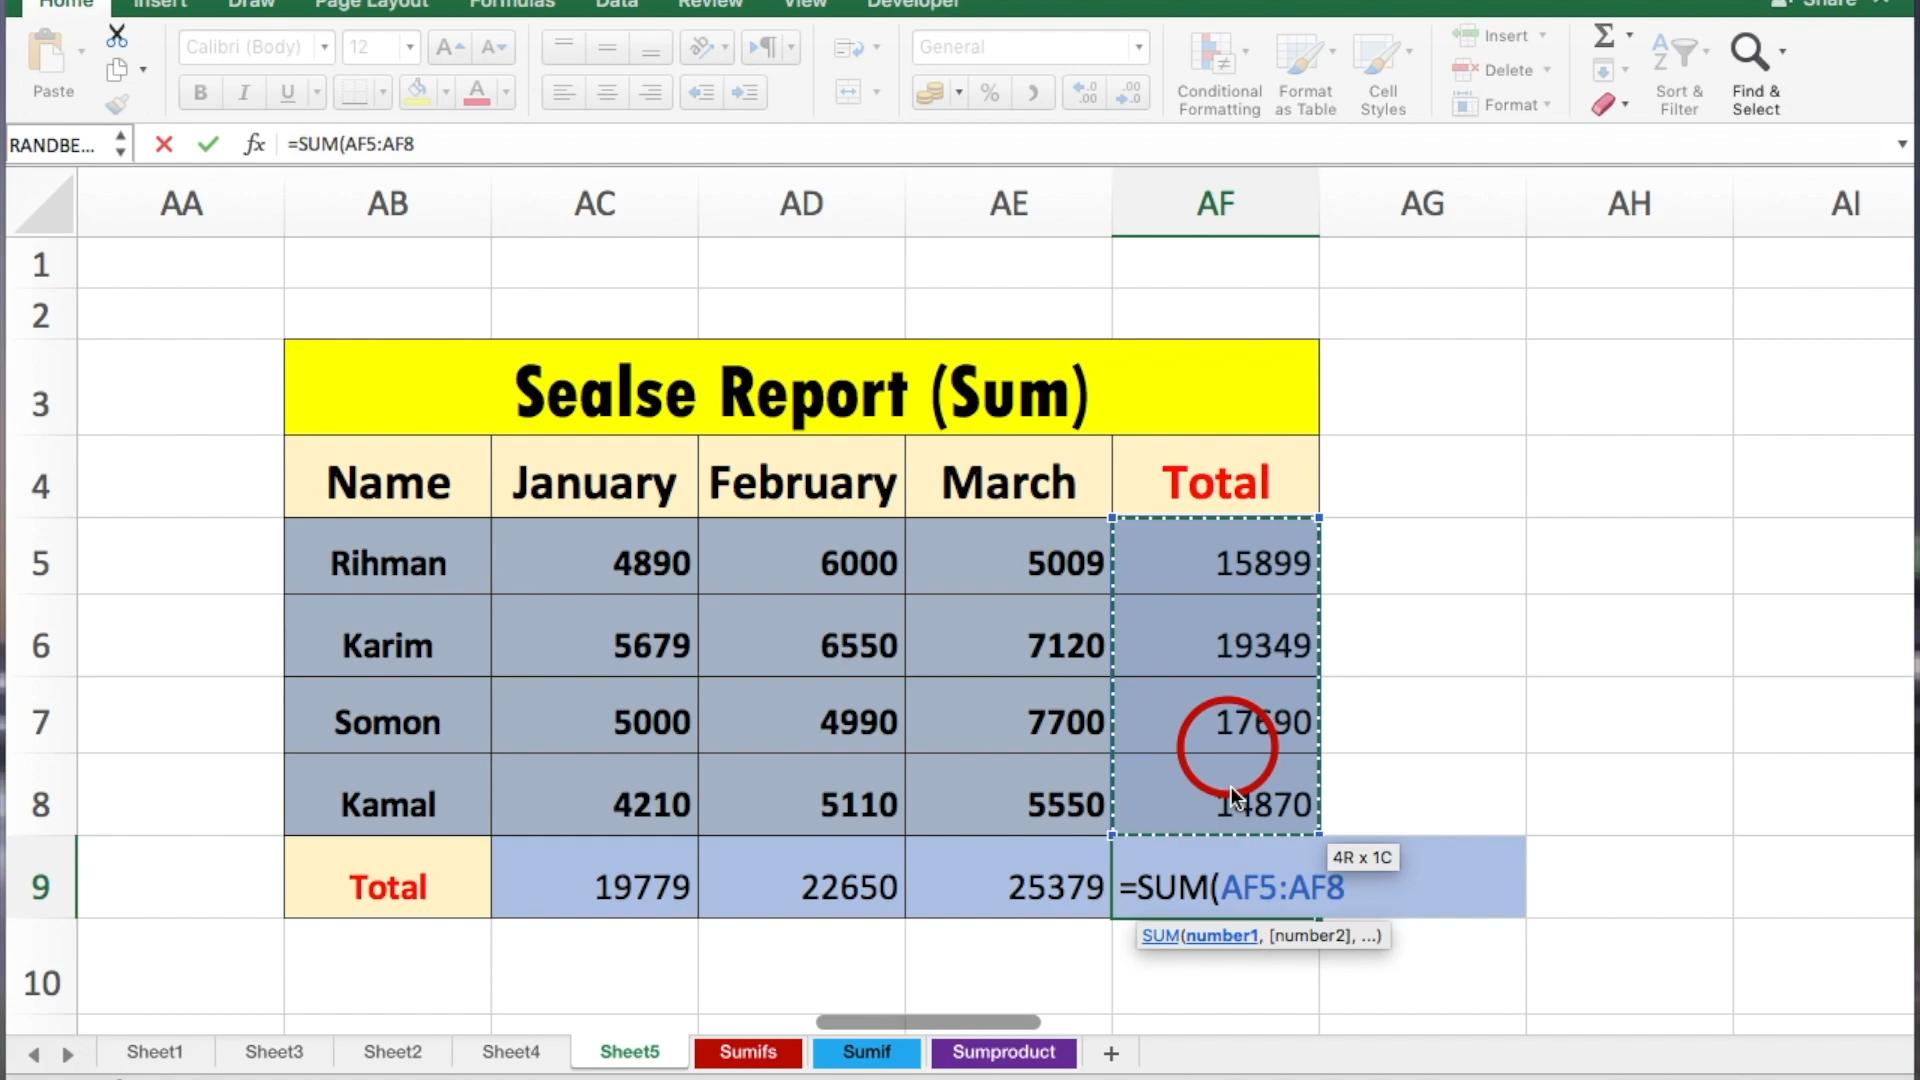 Home Insert Draw Page Layout Formulas Data Review View Developer Share
Calibri (Body) 12 General Insert
Paste B I U A % Delete Conditional Formatting Format as Table Cell Styles Format Sort & Filter Find & Select
RANDBE... fx =SUM(AF5:AF8
AA AB AC AD AE AF AG AH AI
1
2
3 Sealse Report (Sum)
4 Name January February March Total
5 Rihman 4890 6000 5009 15899
6 Karim 5679 6550 7120 19349
7 Somon 5000 4990 7700 17690
8 Kamal 4210 5110 5550 14870
4R x 1C
9 Total 19779 22650 25379 =SUM(AF5:AF8
SUM(number1, [number2], ...)
10
Sheet1 Sheet3 Sheet2 Sheet4 Sheet5 Sumifs Sumif Sumproduct +